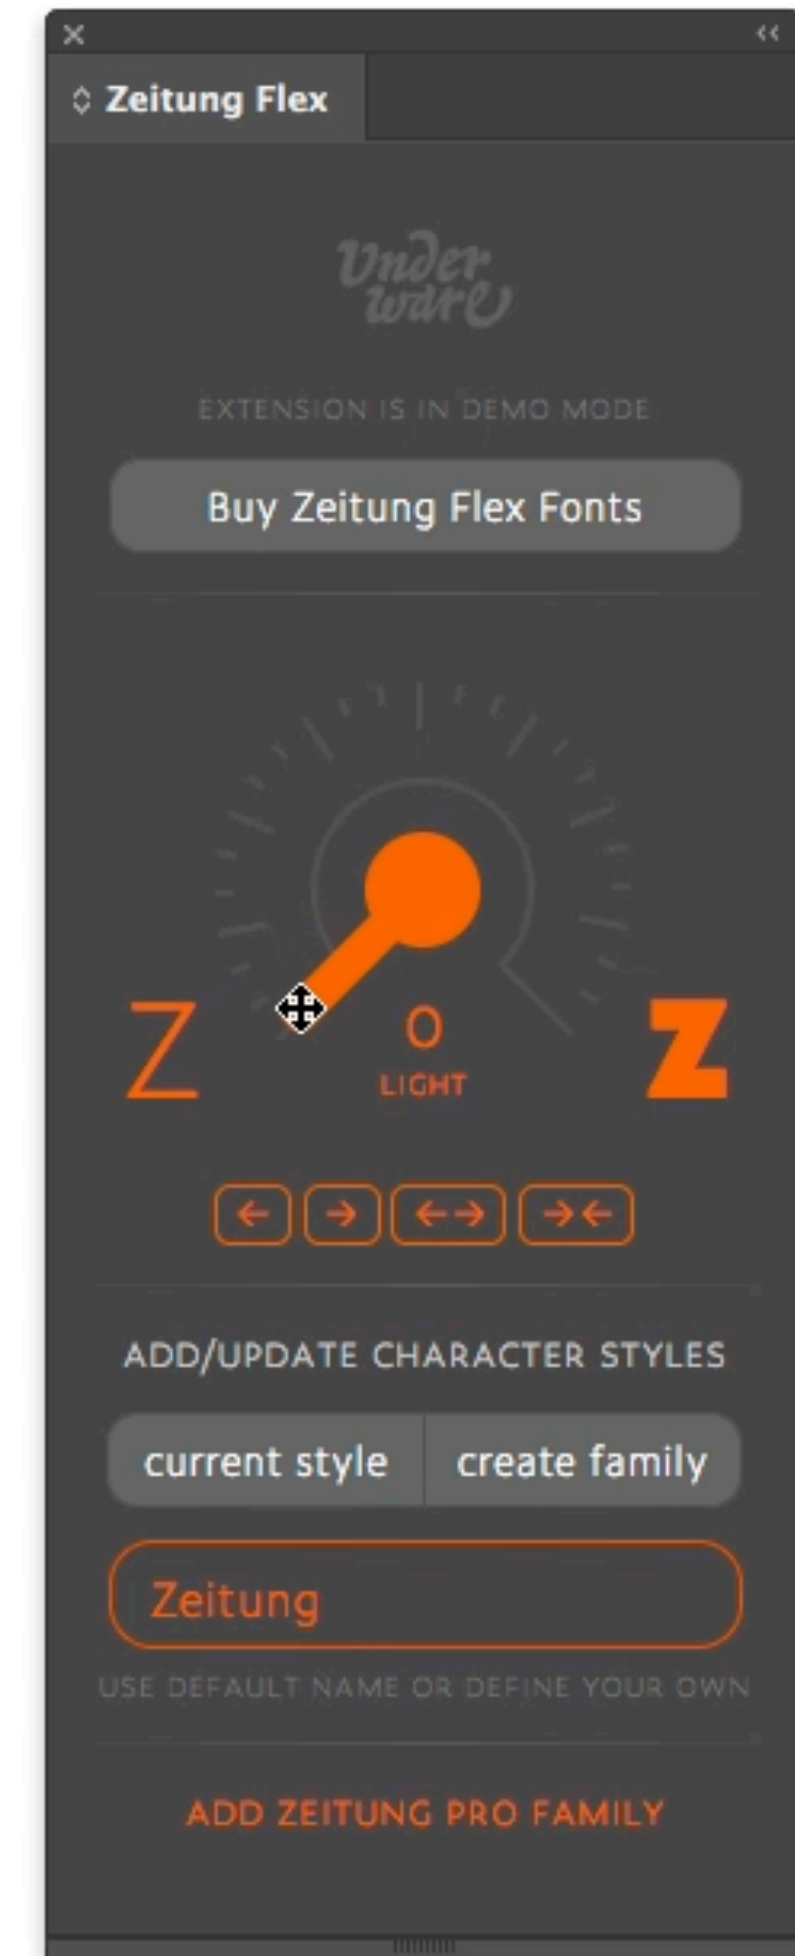 Zeitung Flex
Under
ware
EXTENSION IS IN DEMO MODE
Buy Zeitung Flex Fonts
Z
0
Z
LIGHT
ADD/UPDATE CHARACTER STYLES
current style
create family
Zeitung
USE DEFAULT NAME OR DEFINE YOUR OWN
ADD ZEITUNG PRO FAMILY